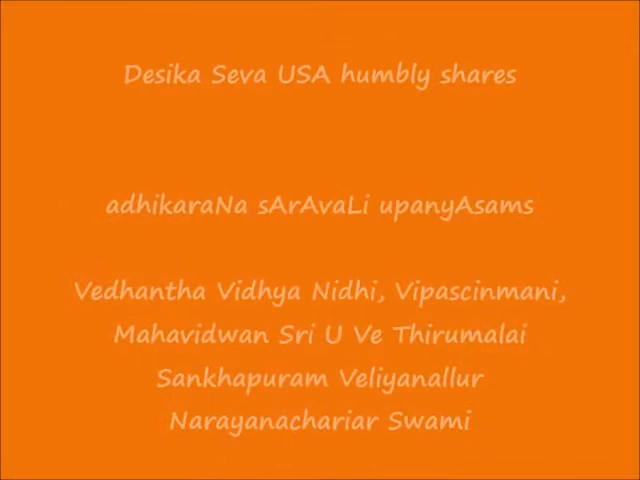 Desika Seva USA humbly shares
adhikaraNa sArAvaLi upanyAsams
Vedhantha Vidhya Nidhi, Vipascinmani,
Mahavidwan Sri U Ve Thirumalai
Sankhapuram Veliyanallur
Narayanachariar Swami